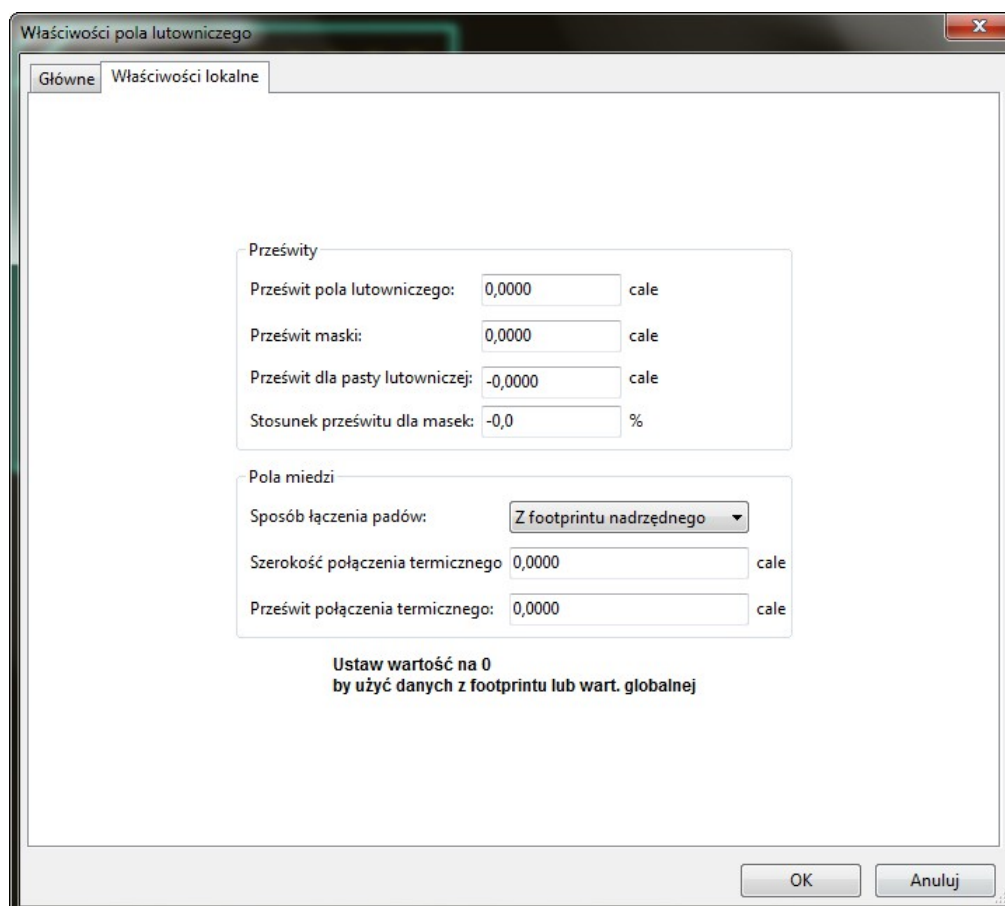 Właściwości pola lutowniczego
Główne Właściwości lokalne
Prześwity
Prześwit pola lutowniczego: 0,0000 cale
Prześwit maski: 0,0000 cale
Prześwit dla pasty lutowniczej: -0,0000 cale
Stosunek prześwitu dla masek: -0,0 %
Pola miedzi
Sposób łączenia padów: Z footprintu nadrzędnego
Szerokość połączenia termicznego 0,0000 cale
Prześwit połączenia termicznego: 0,0000 cale
Ustaw wartość na 0
by użyć danych z footprintu lub wart. globalnej
OK Anuluj